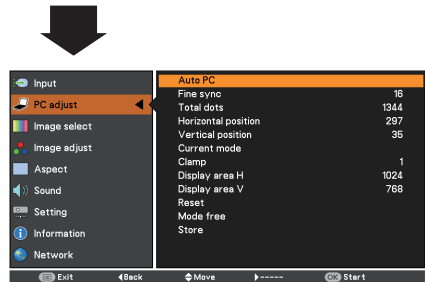 Input
PC adjust
Image select
Image adjust
Aspect
Sound
Setting
Information
Network
Auto PC
Fine sync 16
Total dots 1344
Horizontal position 297
Vertical position 35
Current mode
Clamp 1
Display area H 1024
Display area V 768
Reset
Mode free
Store
Exit Back Move ----- OK Start